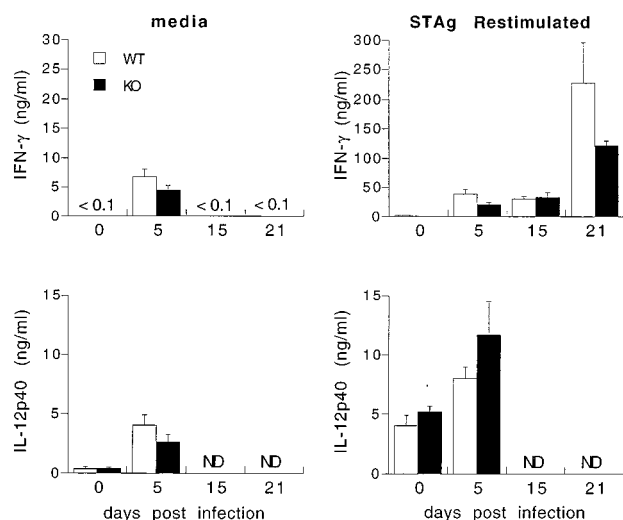 media
STAg Restimulated
IFN-γ (ng/ml)
30
25
20
15
10
5
0
WT
KO
< 0.1
< 0.1
< 0.1
0
5
15
21
IFN-γ (ng/ml)
300
250
200
150
100
50
0
0
5
15
21
IL-12p40 (ng/ml)
15
10
5
0
ND
ND
0
5
15
21
days post infection
IL-12p40 (ng/ml)
15
10
5
0
ND
ND
0
5
15
21
days post infection